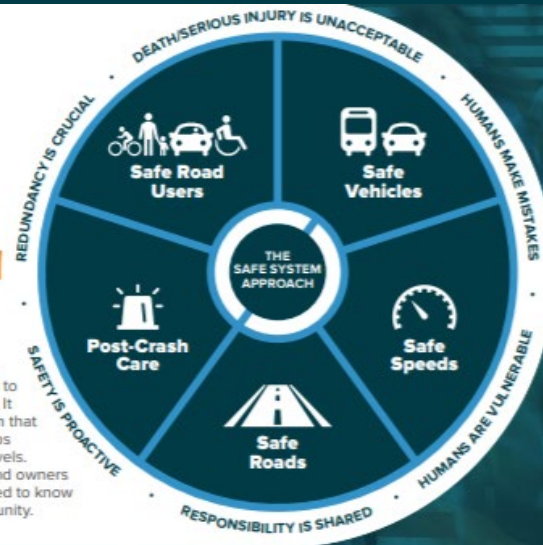 DEATH/SERIOUS INJURY IS UNACCEPTABLE
HUMANS MAKE MISTAKES
HUMANS ARE VULNERABLE
RESPONSIBILITY IS SHARED
SAFETY IS PROACTIVE
REDUNDANCY IS CRUCIAL
Safe Road
Users
Safe
Vehicles
THE
SAFE SYSTEM
APPROACH
Post-Crash
Care
Safe
Speeds
Safe
Roads
to
It
that
vels.
nd owners
ed to know
unity.